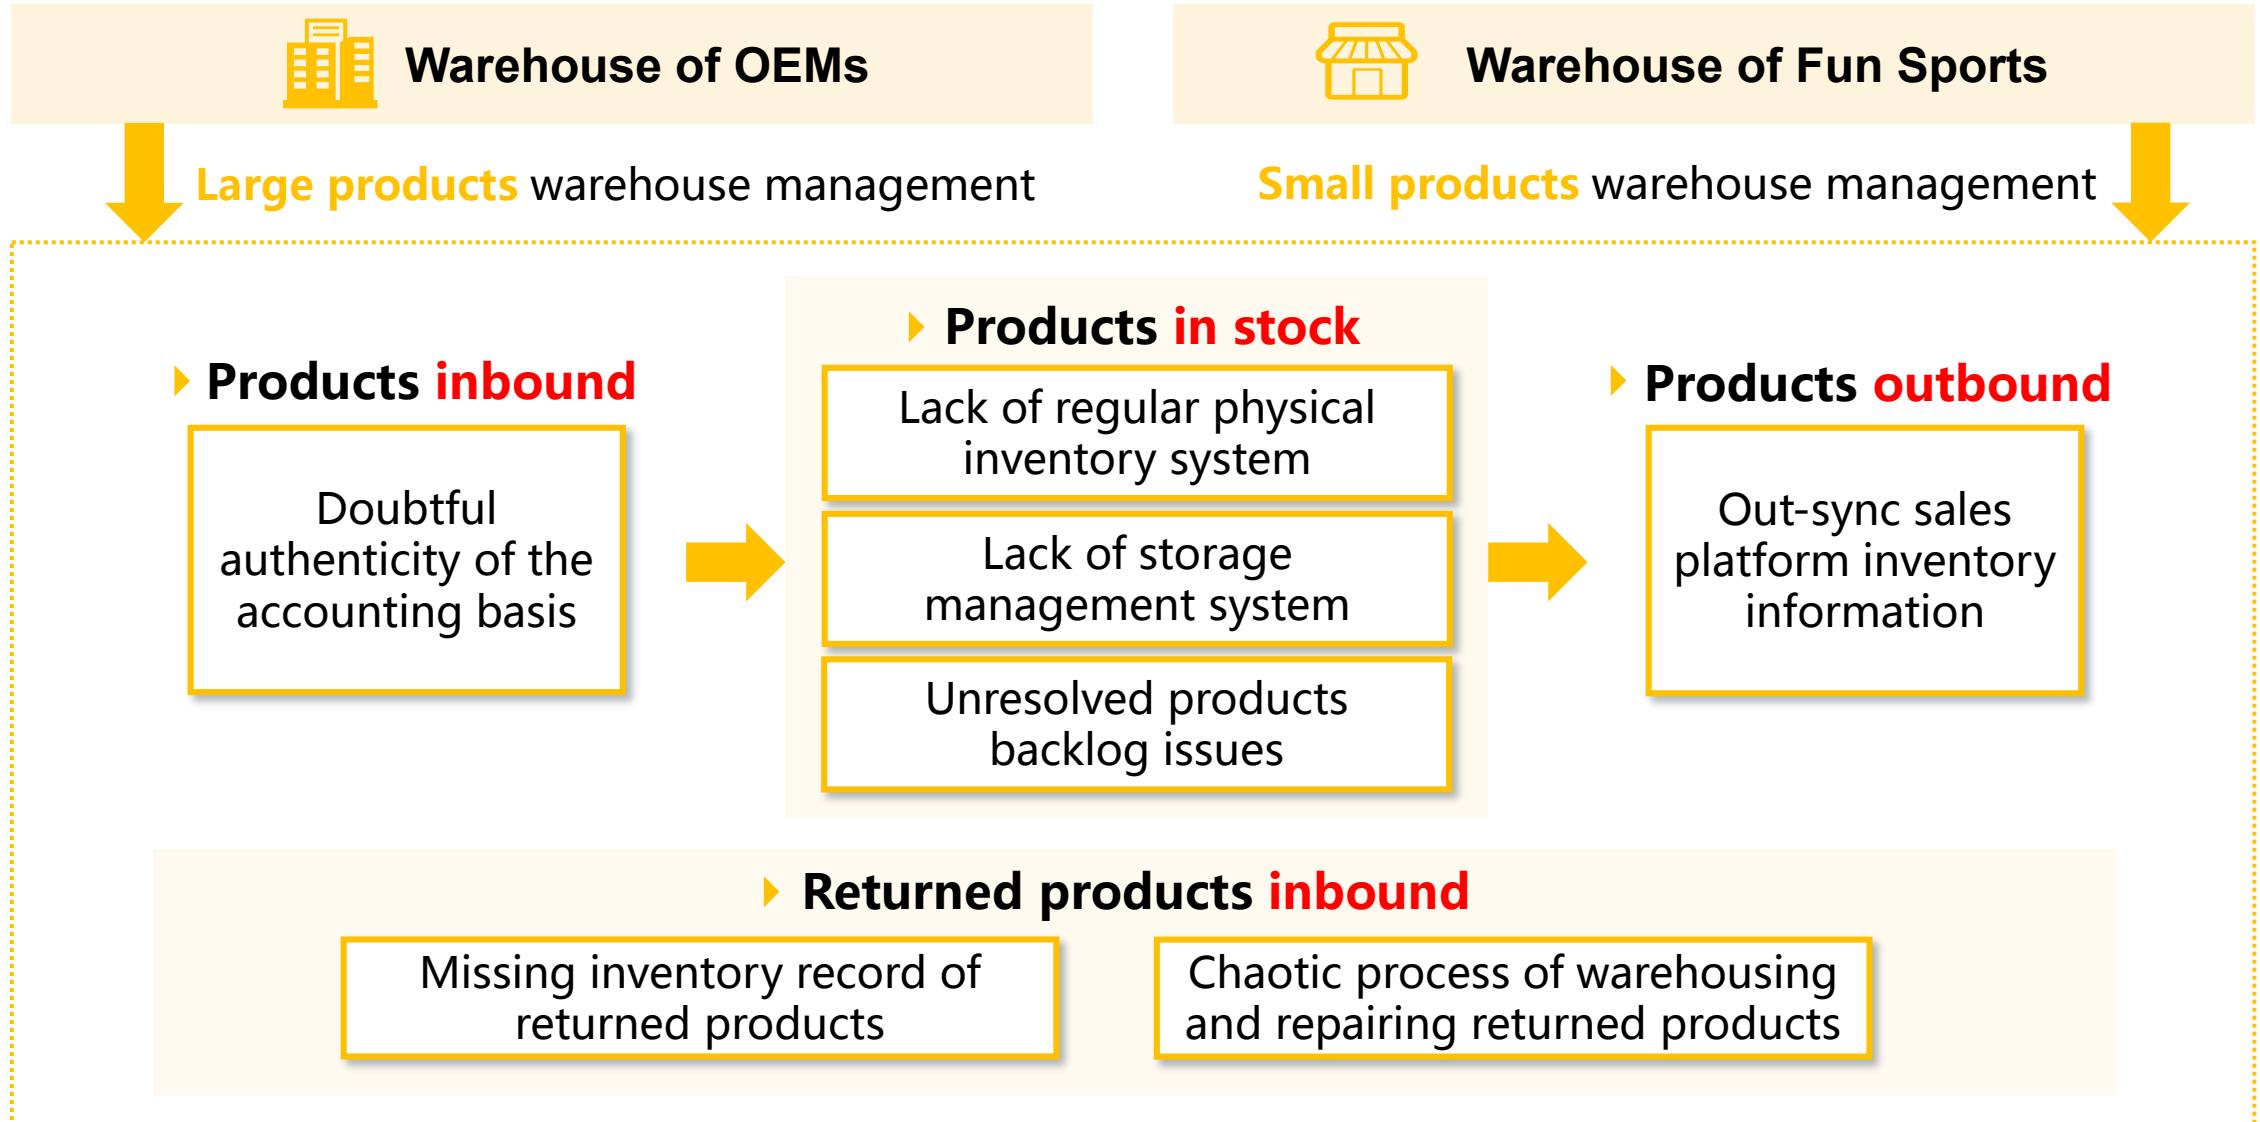 Warehouse of OEMs
Warehouse of Fun Sports
Large products warehouse management
Small products warehouse management
Products inbound
Doubtful
authenticity of the
accounting basis
Products in stock
Lack of regular physical
inventory system
Lack of storage
management system
Unresolved products
backlog issues
Products outbound
Out-sync sales
platform inventory
information
Returned products inbound
Missing inventory record of
returned products
Chaotic process of warehousing
and repairing returned products